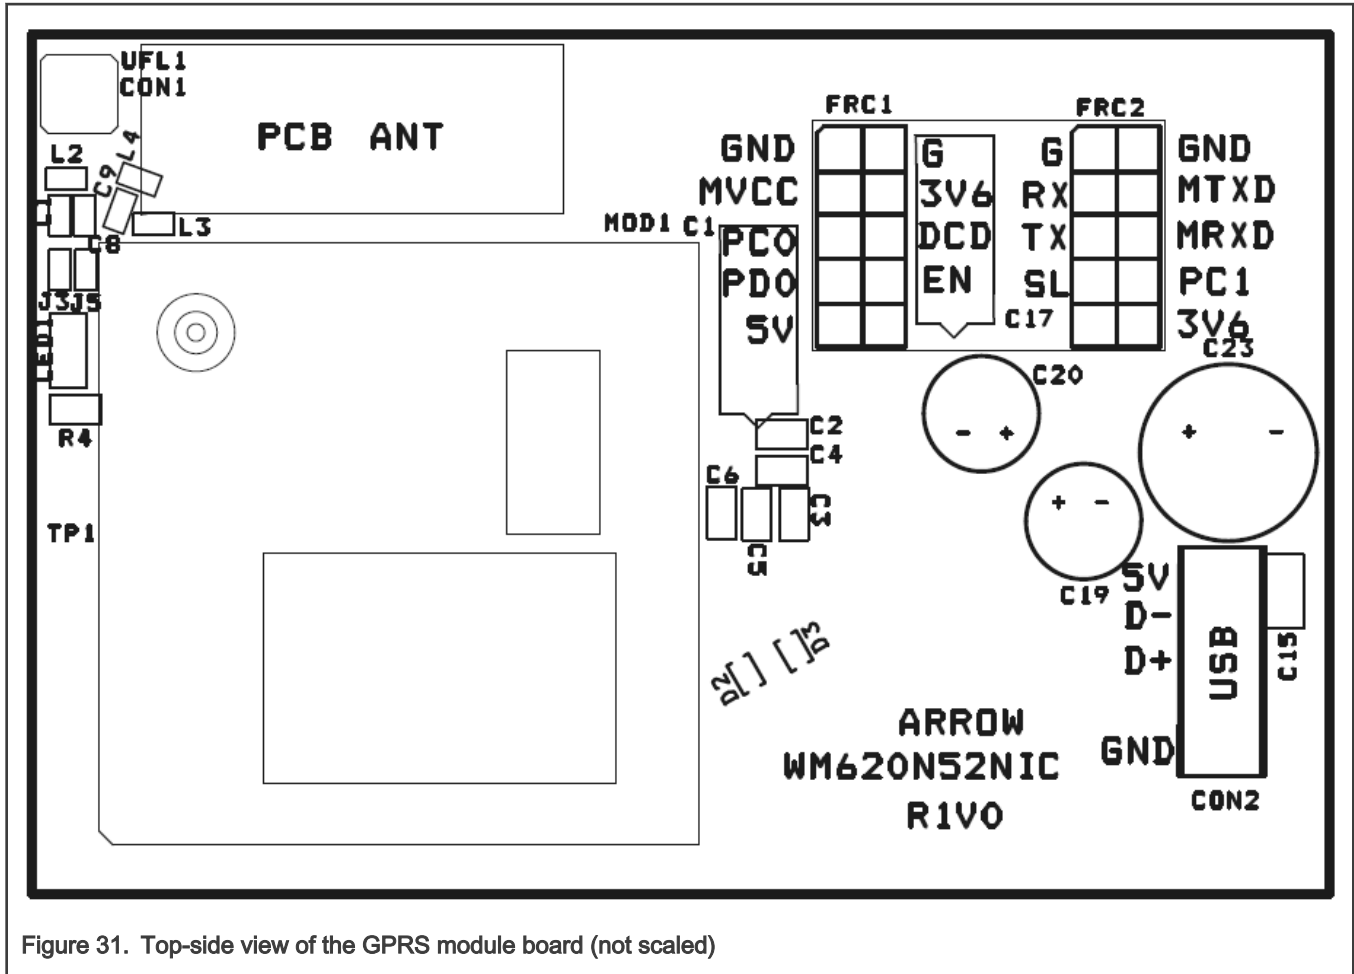 UFL1
CON1
PCB ANT
L4
L2
C9
L3
C8
J3 J5
LED1
R4
TP1
MOD1 C1
FRC1
FRC2
GND
G
G
GND
MVCC
3V6
RX
MTXD
PC0
DCD
TX
MRXD
PD0
EN
SL
PC1
5V
C17
3V6
C23
C20
- +
+ -
C2
C4
C6
C3
C5
+ -
C19
5V
D-
D+
GND
USB
C15
CON2
D2
D3
ARROW
WM620N52NIC
R1V0
Figure 31. Top-side view of the GPRS module board (not scaled)